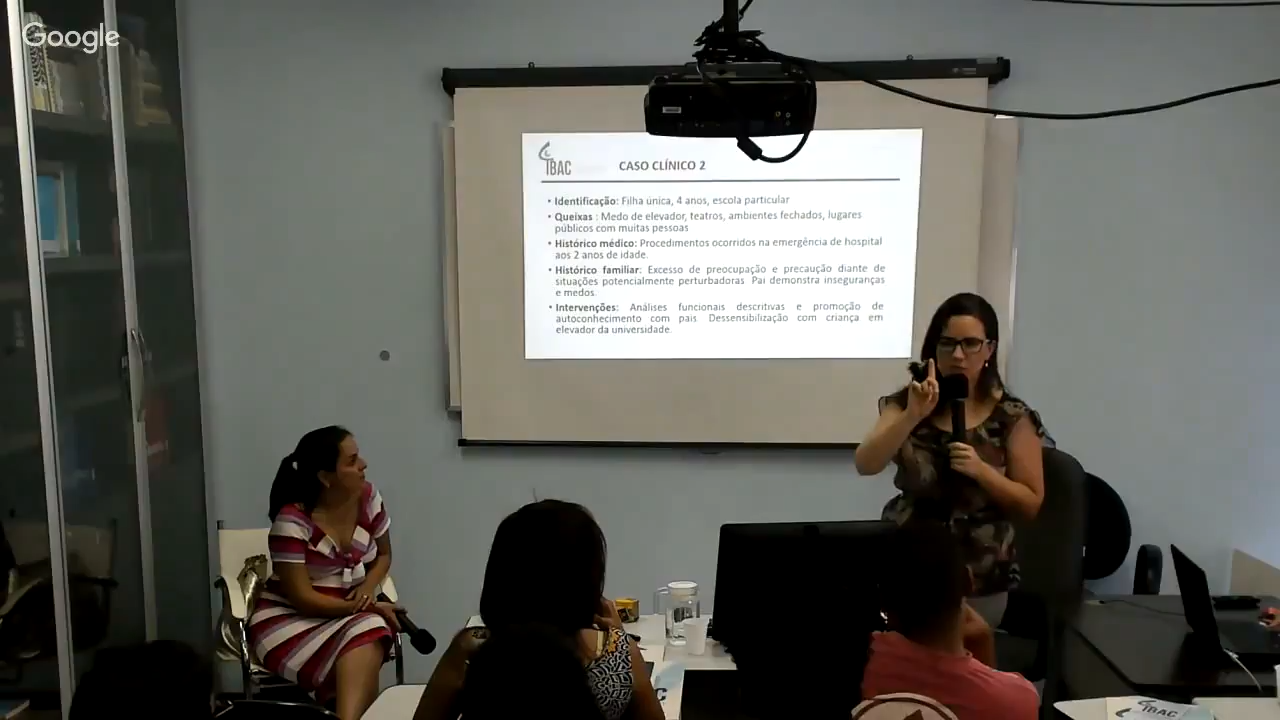 Google
IBAC
CASO CLÍNICO 2
• Identificação: Filha única, 4 anos, escola particular
• Queixas : Medo de elevador, teatros, ambientes fechados, lugares
públicos com muitas pessoas
• Histórico médico: Procedimentos ocorridos na emergência de hospital
aos 2 anos de idade.
• Histórico familiar: Excesso de preocupação e precaução diante de
situações potencialmente perturbadoras. Pai demonstra inseguranças
e medos.
• Intervenções: Análises funcionais descritivas e promoção de
autoconhecimento com pais. Dessensibilização com criança em
elevador da universidade.
IBAC